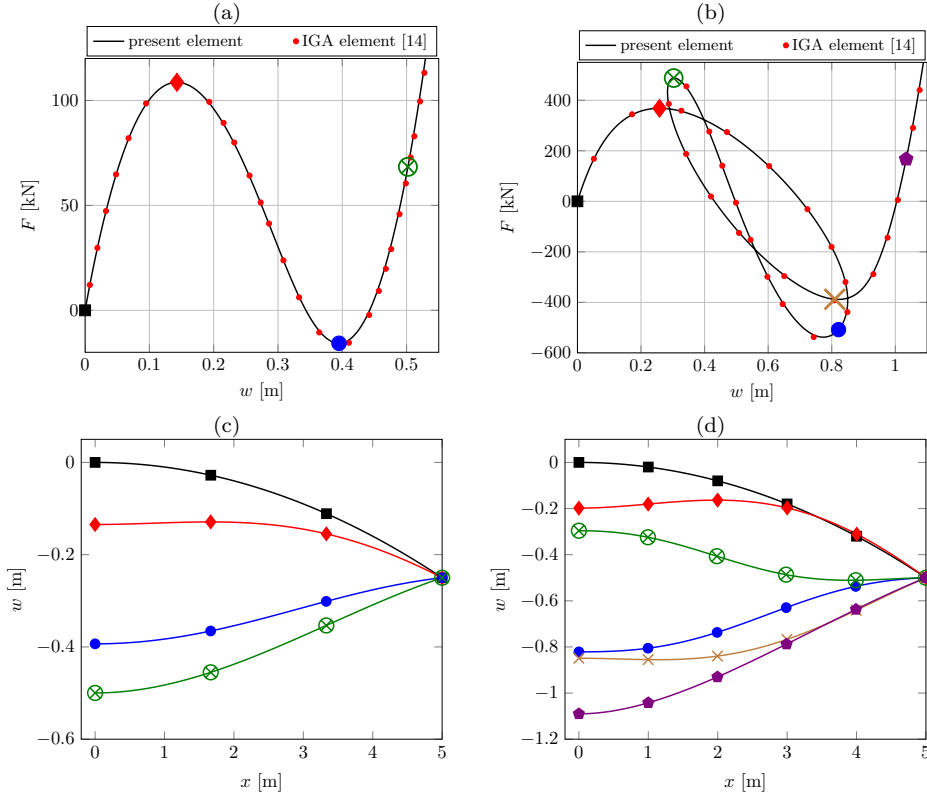 (a)
present element IGA element [14]
100
50
0
F [kN]
0 0.1 0.2 0.3 0.4 0.5
w [m]
(b)
present element IGA element [14]
400
200
0
−200
−400
−600
F [kN]
0 0.2 0.4 0.6 0.8 1
w [m]
(c)
0
−0.2
−0.4
−0.6
w [m]
0 1 2 3 4 5
x [m]
(d)
0
−0.2
−0.4
−0.6
−0.8
−1
−1.2
w [m]
0 1 2 3 4 5
x [m]